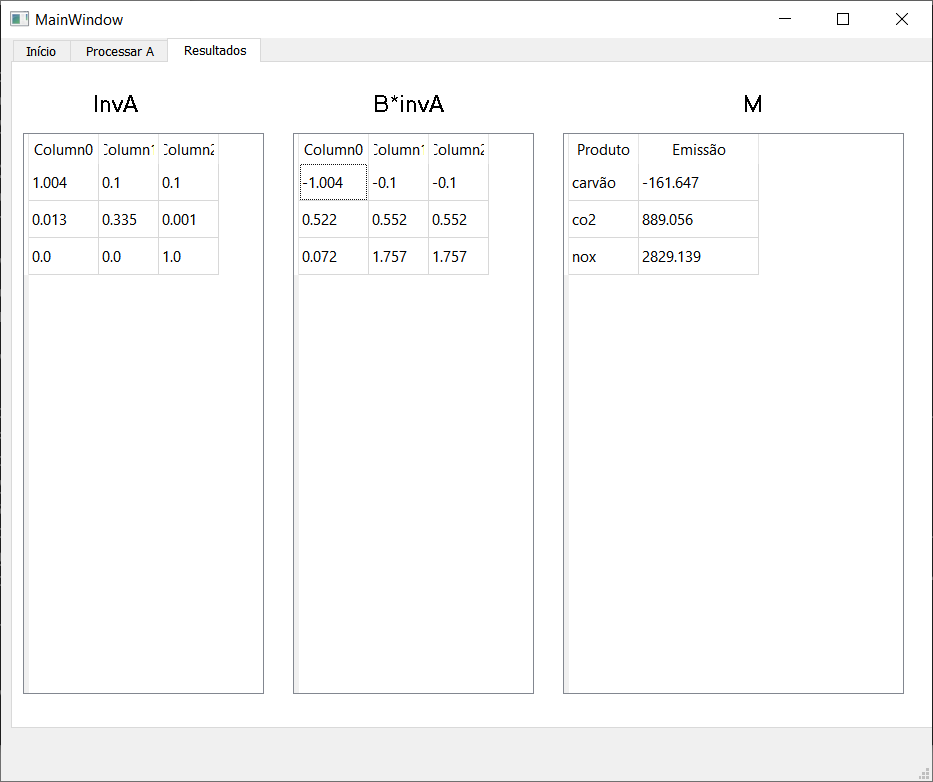 MainWindow
Início Processar A Resultados
InvA B*invA M
Column0 Column1 Column2 Column0 Column1 Column2 Produto Emissão
1.004 0.1 0.1 -1.004 -0.1 -0.1 carvão -161.647
0.013 0.335 0.001 0.522 0.552 0.552 co2 889.056
0.0 0.0 1.0 0.072 1.757 1.757 nox 2829.139